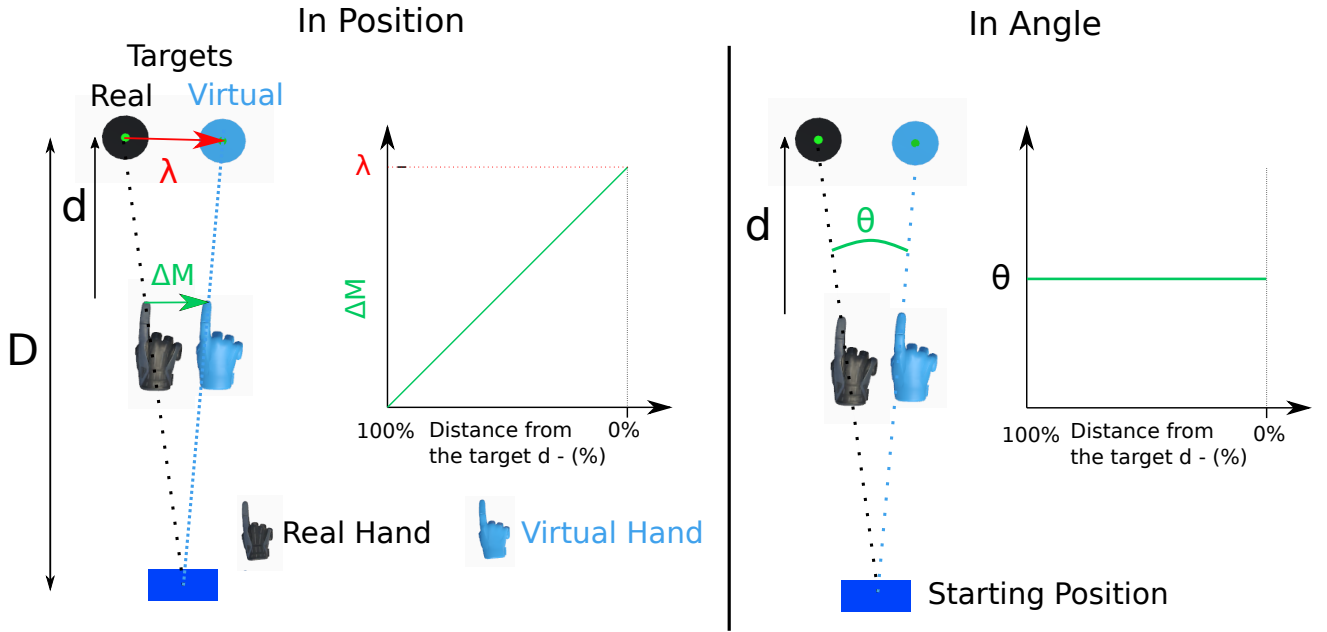 In Position
Targets
Real Virtual
λ
d
ΔM
D
λ
ΔM
100% 0%
Distance from
the target d - (%)
Real Hand
Virtual Hand
In Angle
d
θ
θ
100% 0%
Distance from
the target d - (%)
Starting Position